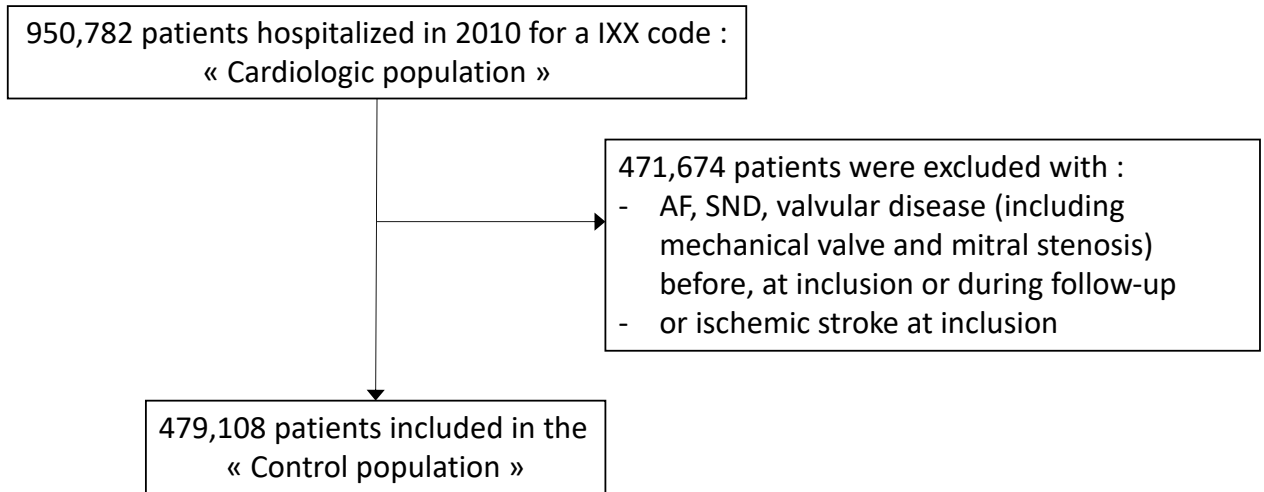 950,782 patients hospitalized in 2010 for a IXX code :
« Cardiologic population »
471,674 patients were excluded with :
- AF, SND, valvular disease (including
mechanical valve and mitral stenosis)
before, at inclusion or during follow-up
- or ischemic stroke at inclusion
479,108 patients included in the
« Control population »